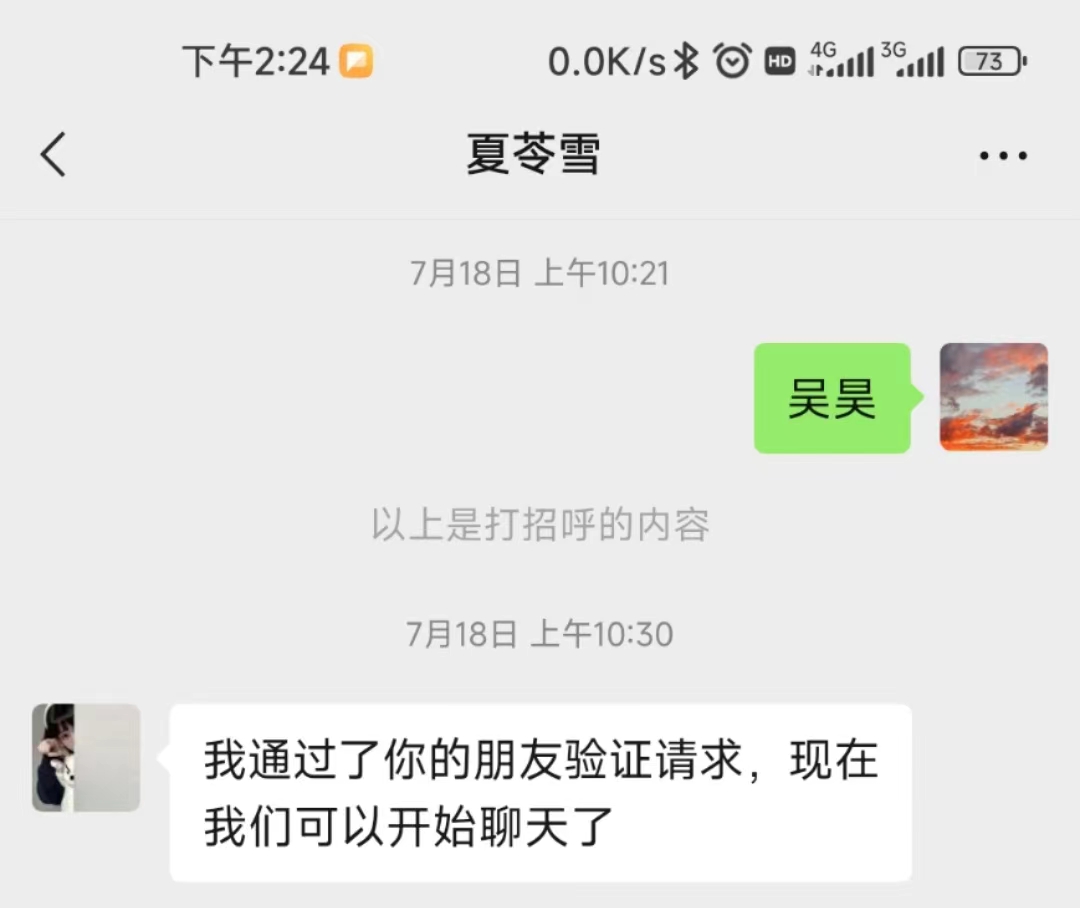 下午2:24 0.0K/s HD 4G 3G 73
夏苓雪
7月18日 上午10:21
吴昊
以上是打招呼的内容
7月18日 上午10:30
我通过了你的朋友验证请求，现在
我们可以开始聊天了